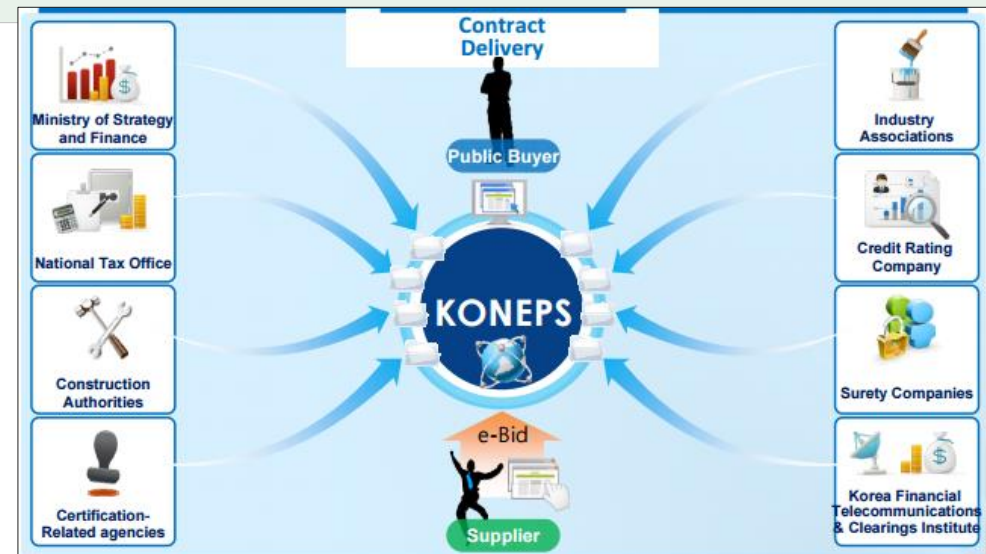 Contract
Delivery
Ministry of Strategy
and Finance
National Tax Office
Construction
Authorities
Certification-
Related agencies
Public Buyer
KONEPS
e-Bid
Supplier
Industry
Associations
Credit Rating
Company
Surety Companies
Korea Financial
Telecommunications
& Clearings Institute